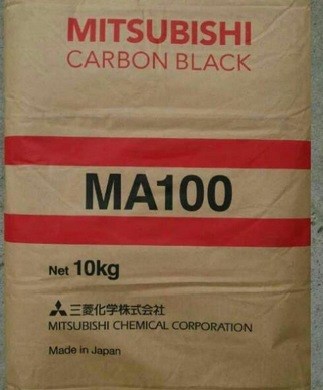 MITSUBISHI
CARBON BLACK
MA100
Net 10kg
三菱化学株式会社
MITSUBISHI CHEMICAL CORPORATION
Made in Japan